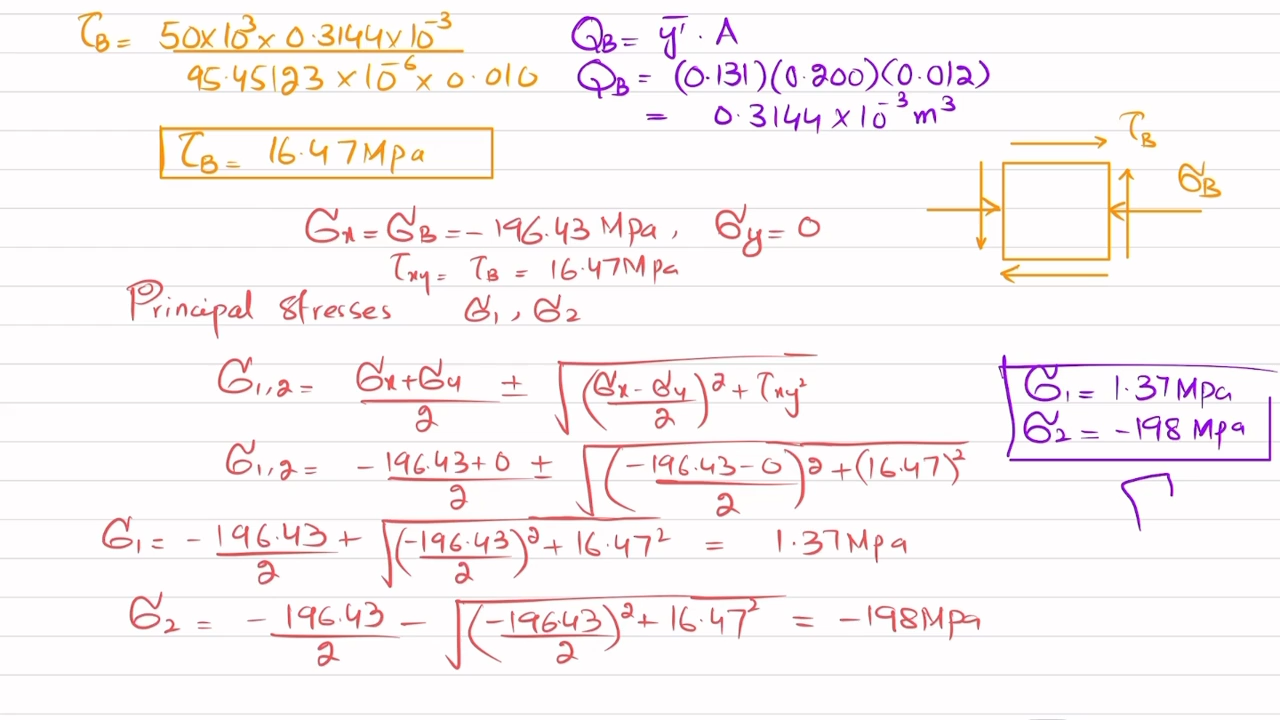 τB = 50×10³ × 0.3144×10⁻³ / 95.45123 × 10⁻⁶ × 0.010
QB = ȳ' . A
QB = (0.131)(0.200)(0.012)
= 0.3144 × 10⁻³ m³
τB = 16.47 Mpa
τB
σB
σx = σB = - 196.43 Mpa, σy = 0
τxy = τB = 16.47 Mpa
Principal stresses σ1, σ2
σ1,2 = σx+σy / 2 ± √((σx - σy / 2)² + τxy²)
σ1 = 1.37 Mpa
σ2 = -198 Mpa
σ1,2 = -196.43+0 / 2 ± √((-196.43-0 / 2)² + (16.47)²)
σ1 = - 196.43 / 2 + √((-196.43 / 2)² + 16.47²) = 1.37 Mpa
σ2 = - 196.43 / 2 - √((-196.43 / 2)² + 16.47²) = -198 Mpa